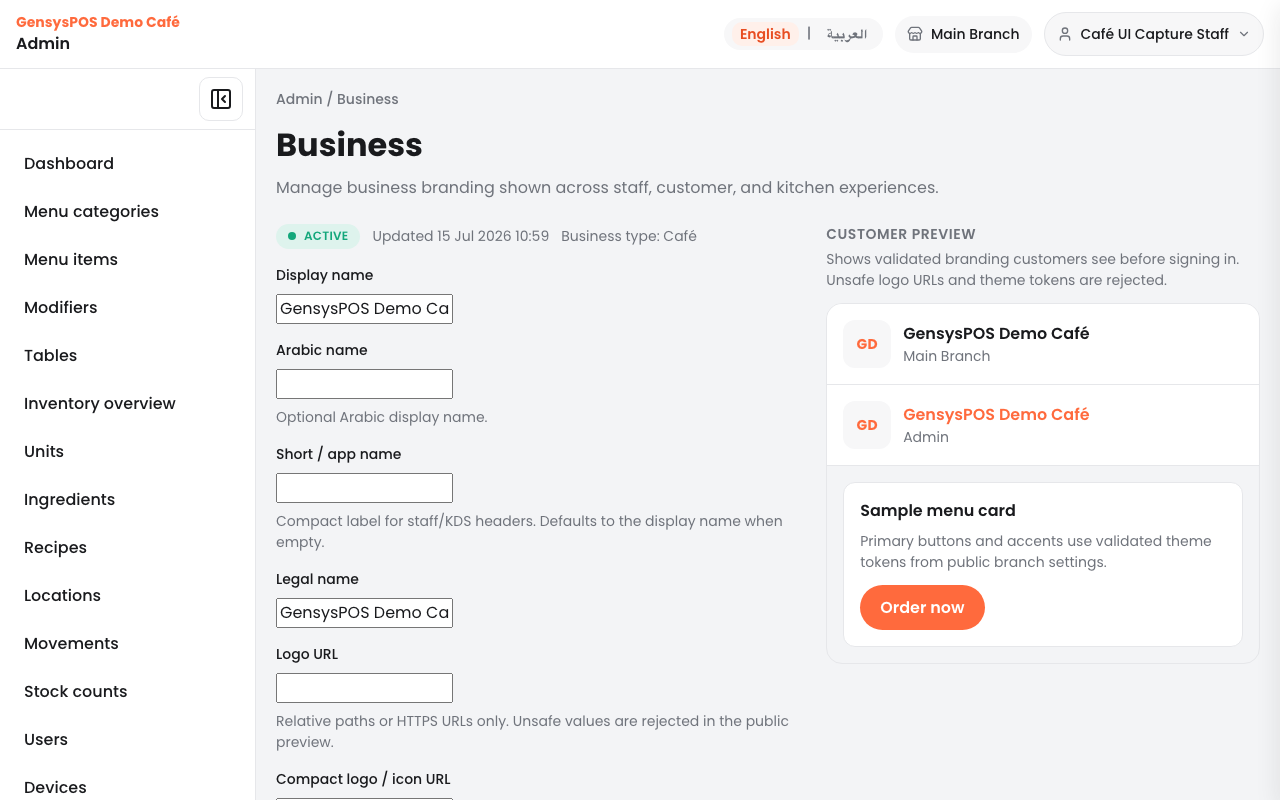 GensysPOS Demo Café
Admin
English | العربية
Main Branch
Café UI Capture Staff
Dashboard
Menu categories
Menu items
Modifiers
Tables
Inventory overview
Units
Ingredients
Recipes
Locations
Movements
Stock counts
Users
Devices
Admin / Business
Business
Manage business branding shown across staff, customer, and kitchen experiences.
ACTIVE
Updated 15 Jul 2026 10:59
Business type: Café
Display name
GensysPOS Demo Ca
Arabic name
Optional Arabic display name.
Short / app name
Compact label for staff/KDS headers. Defaults to the display name when
empty.
Legal name
GensysPOS Demo Ca
Logo URL
Relative paths or HTTPS URLs only. Unsafe values are rejected in the public
preview.
Compact logo / icon URL
CUSTOMER PREVIEW
Shows validated branding customers see before signing in.
Unsafe logo URLs and theme tokens are rejected.
GD
GensysPOS Demo Café
Main Branch
GD
GensysPOS Demo Café
Admin
Sample menu card
Primary buttons and accents use validated theme
tokens from public branch settings.
Order now